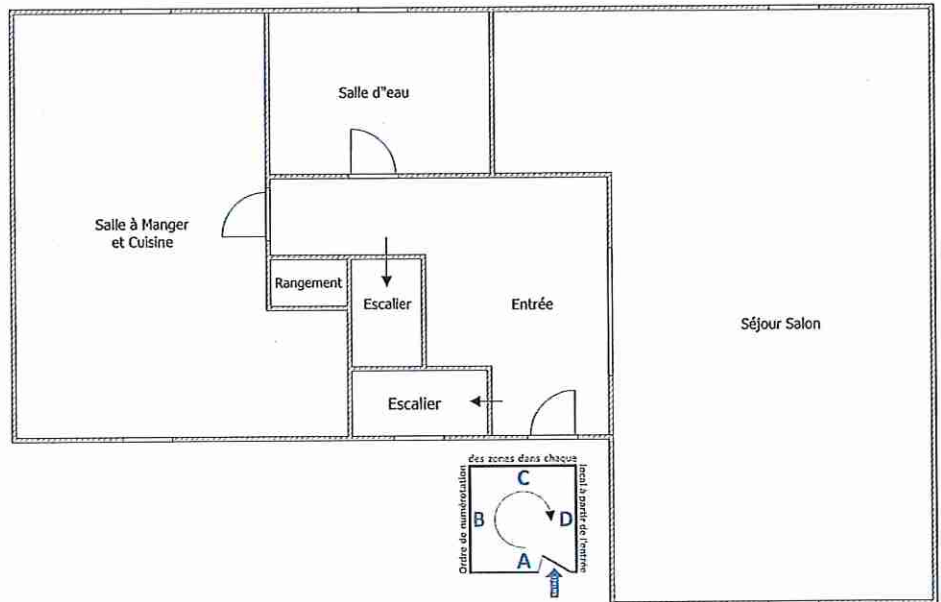 Salle d"eau
Salle à Manger
et Cuisine
Rangement
Escalier
Entrée
Séjour Salon
Escalier
des zones dans chaque
Ordre de numérotation
local à partir de l'entrée
C
B
D
A